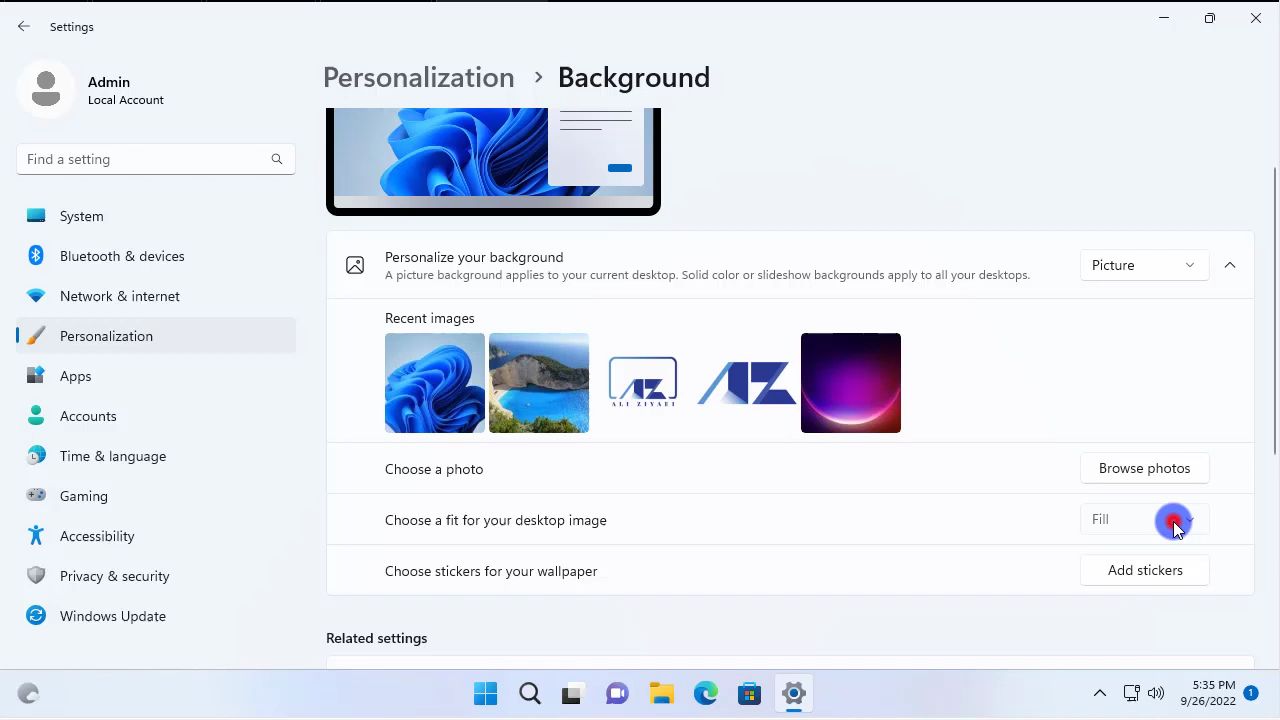 Settings
Admin
Local Account
Find a setting
System
Bluetooth & devices
Network & internet
Personalization
Apps
Accounts
Time & language
Gaming
Accessibility
Privacy & security
Windows Update
Personalization > Background
Personalize your background
A picture background applies to your current desktop. Solid color or slideshow backgrounds apply to all your desktops.
Picture
Recent images
AZ
ALI ZIYARI
AZ
Choose a photo
Browse photos
Choose a fit for your desktop image
Fill
Choose stickers for your wallpaper
Add stickers
Related settings
5:35 PM
9/26/2022
1